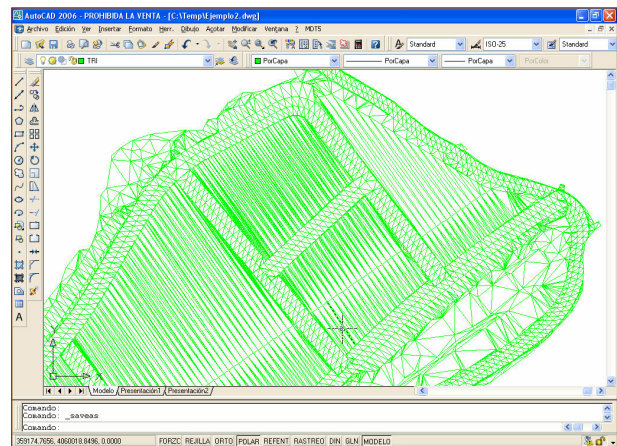 AutoCAD 2006 - PROHIBIDA LA VENTA - [C:\Temp\Ejemplo2.dwg]
Archivo Edición Ver Insertar Formato Herr. Dibujo Acotar Modificar Ventana ? MDT5
Standard ISO-25 Standard
TRI PorCapa PorCapa PorCapa PorColor
A
Y
X
Modelo Presentación1 Presentación2
Comando:
Comando: _saveas
Comando:
359174.7656, 4060018.8496, 0.0000 FORZC REJILLA ORTO POLAR REFENT RASTREO DIN GLN MODELO